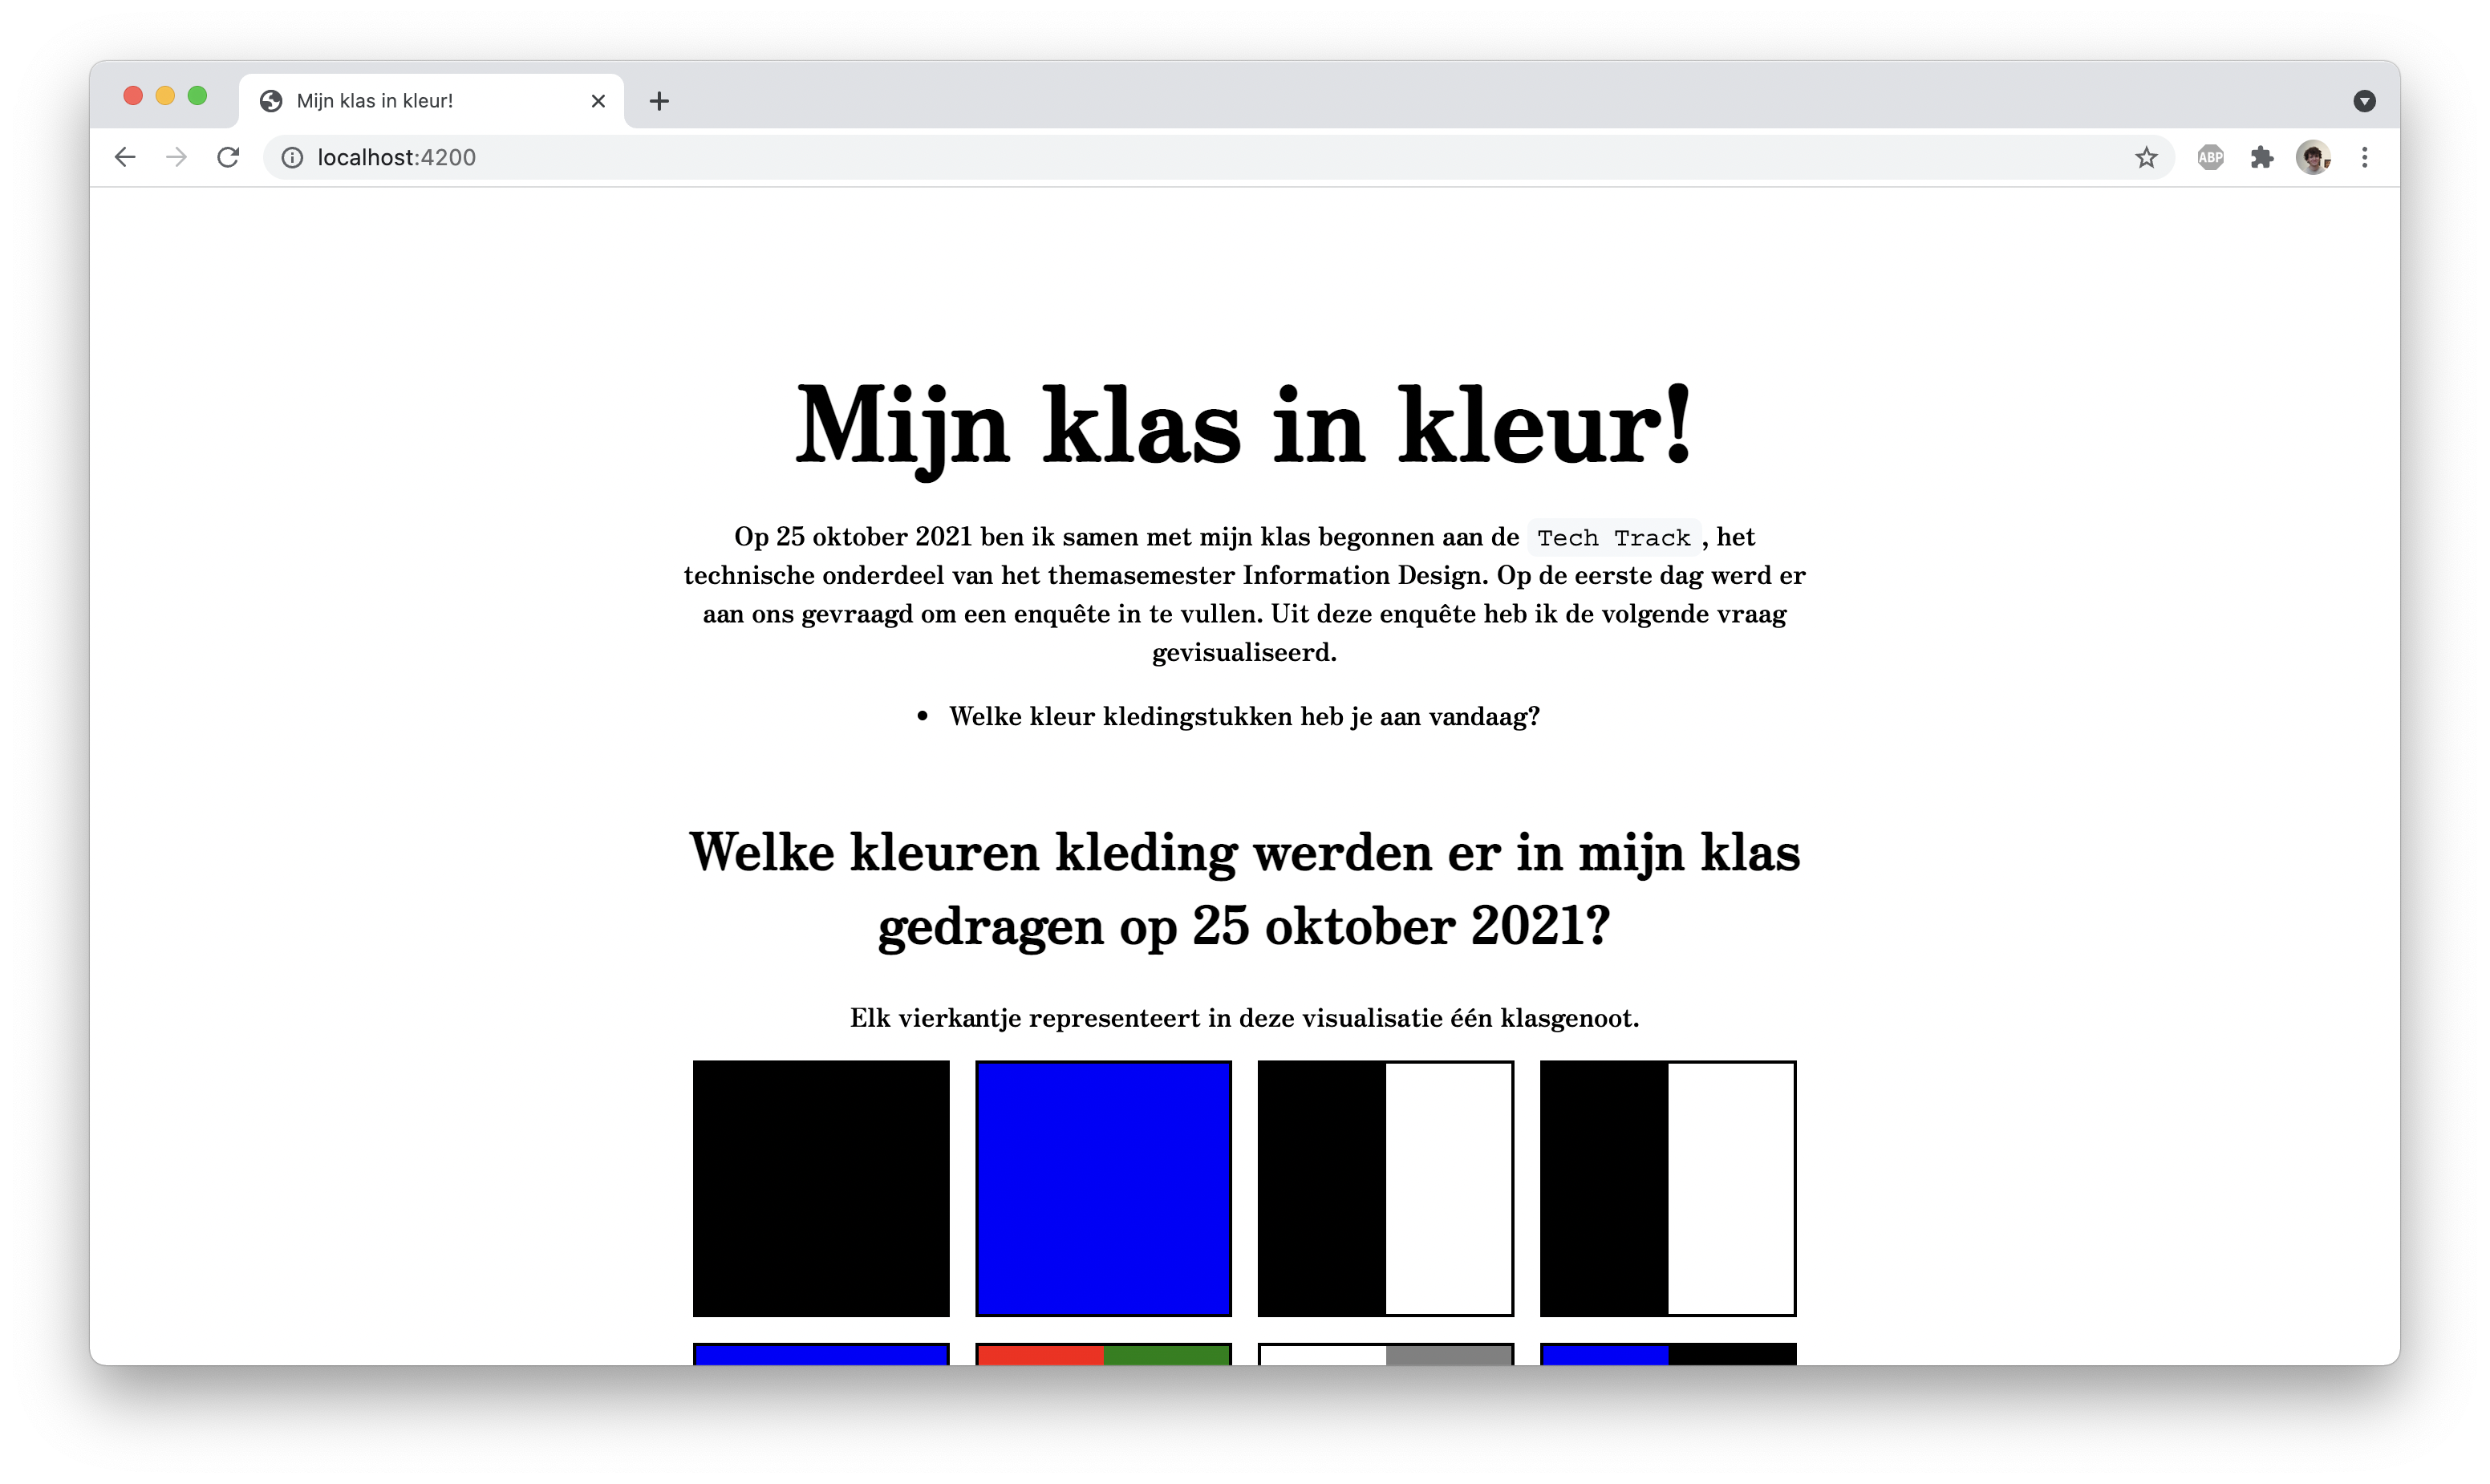 Mijn klas in kleur!
localhost:4200
ABP
Mijn klas in kleur!
Op 25 oktober 2021 ben ik samen met mijn klas begonnen aan de Tech Track, het
technische onderdeel van het themasemester Information Design. Op de eerste dag werd er
aan ons gevraagd om een enquête in te vullen. Uit deze enquête heb ik de volgende vraag
gevisualiseerd.
• Welke kleur kledingstukken heb je aan vandaag?
Welke kleuren kleding werden er in mijn klas
gedragen op 25 oktober 2021?
Elk vierkantje representeert in deze visualisatie één klasgenoot.